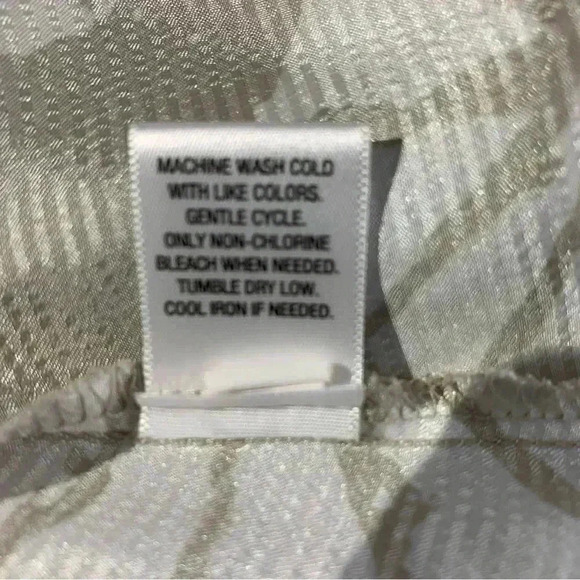 MACHINE WASH COLD
WITH LIKE COLORS.
GENTLE CYCLE.
ONLY NON-CHLORINE
BLEACH WHEN NEEDED.
TUMBLE DRY LOW.
COOL IRON IF NEEDED.